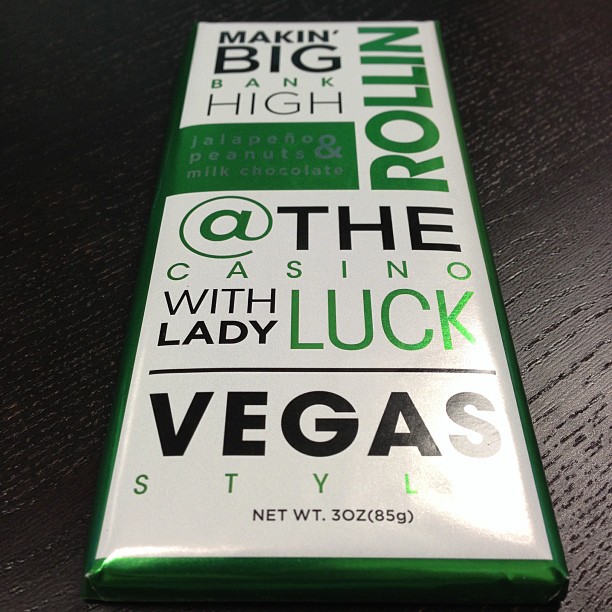 MAKIN'
BIG
BANK
HIGH
ROLLIN
jalapeño &
peanuts
milk chocolate
@THE
CASINO
WITH
LADY
LUCK
VEGAS
STYL
NET WT. 3OZ(85g)